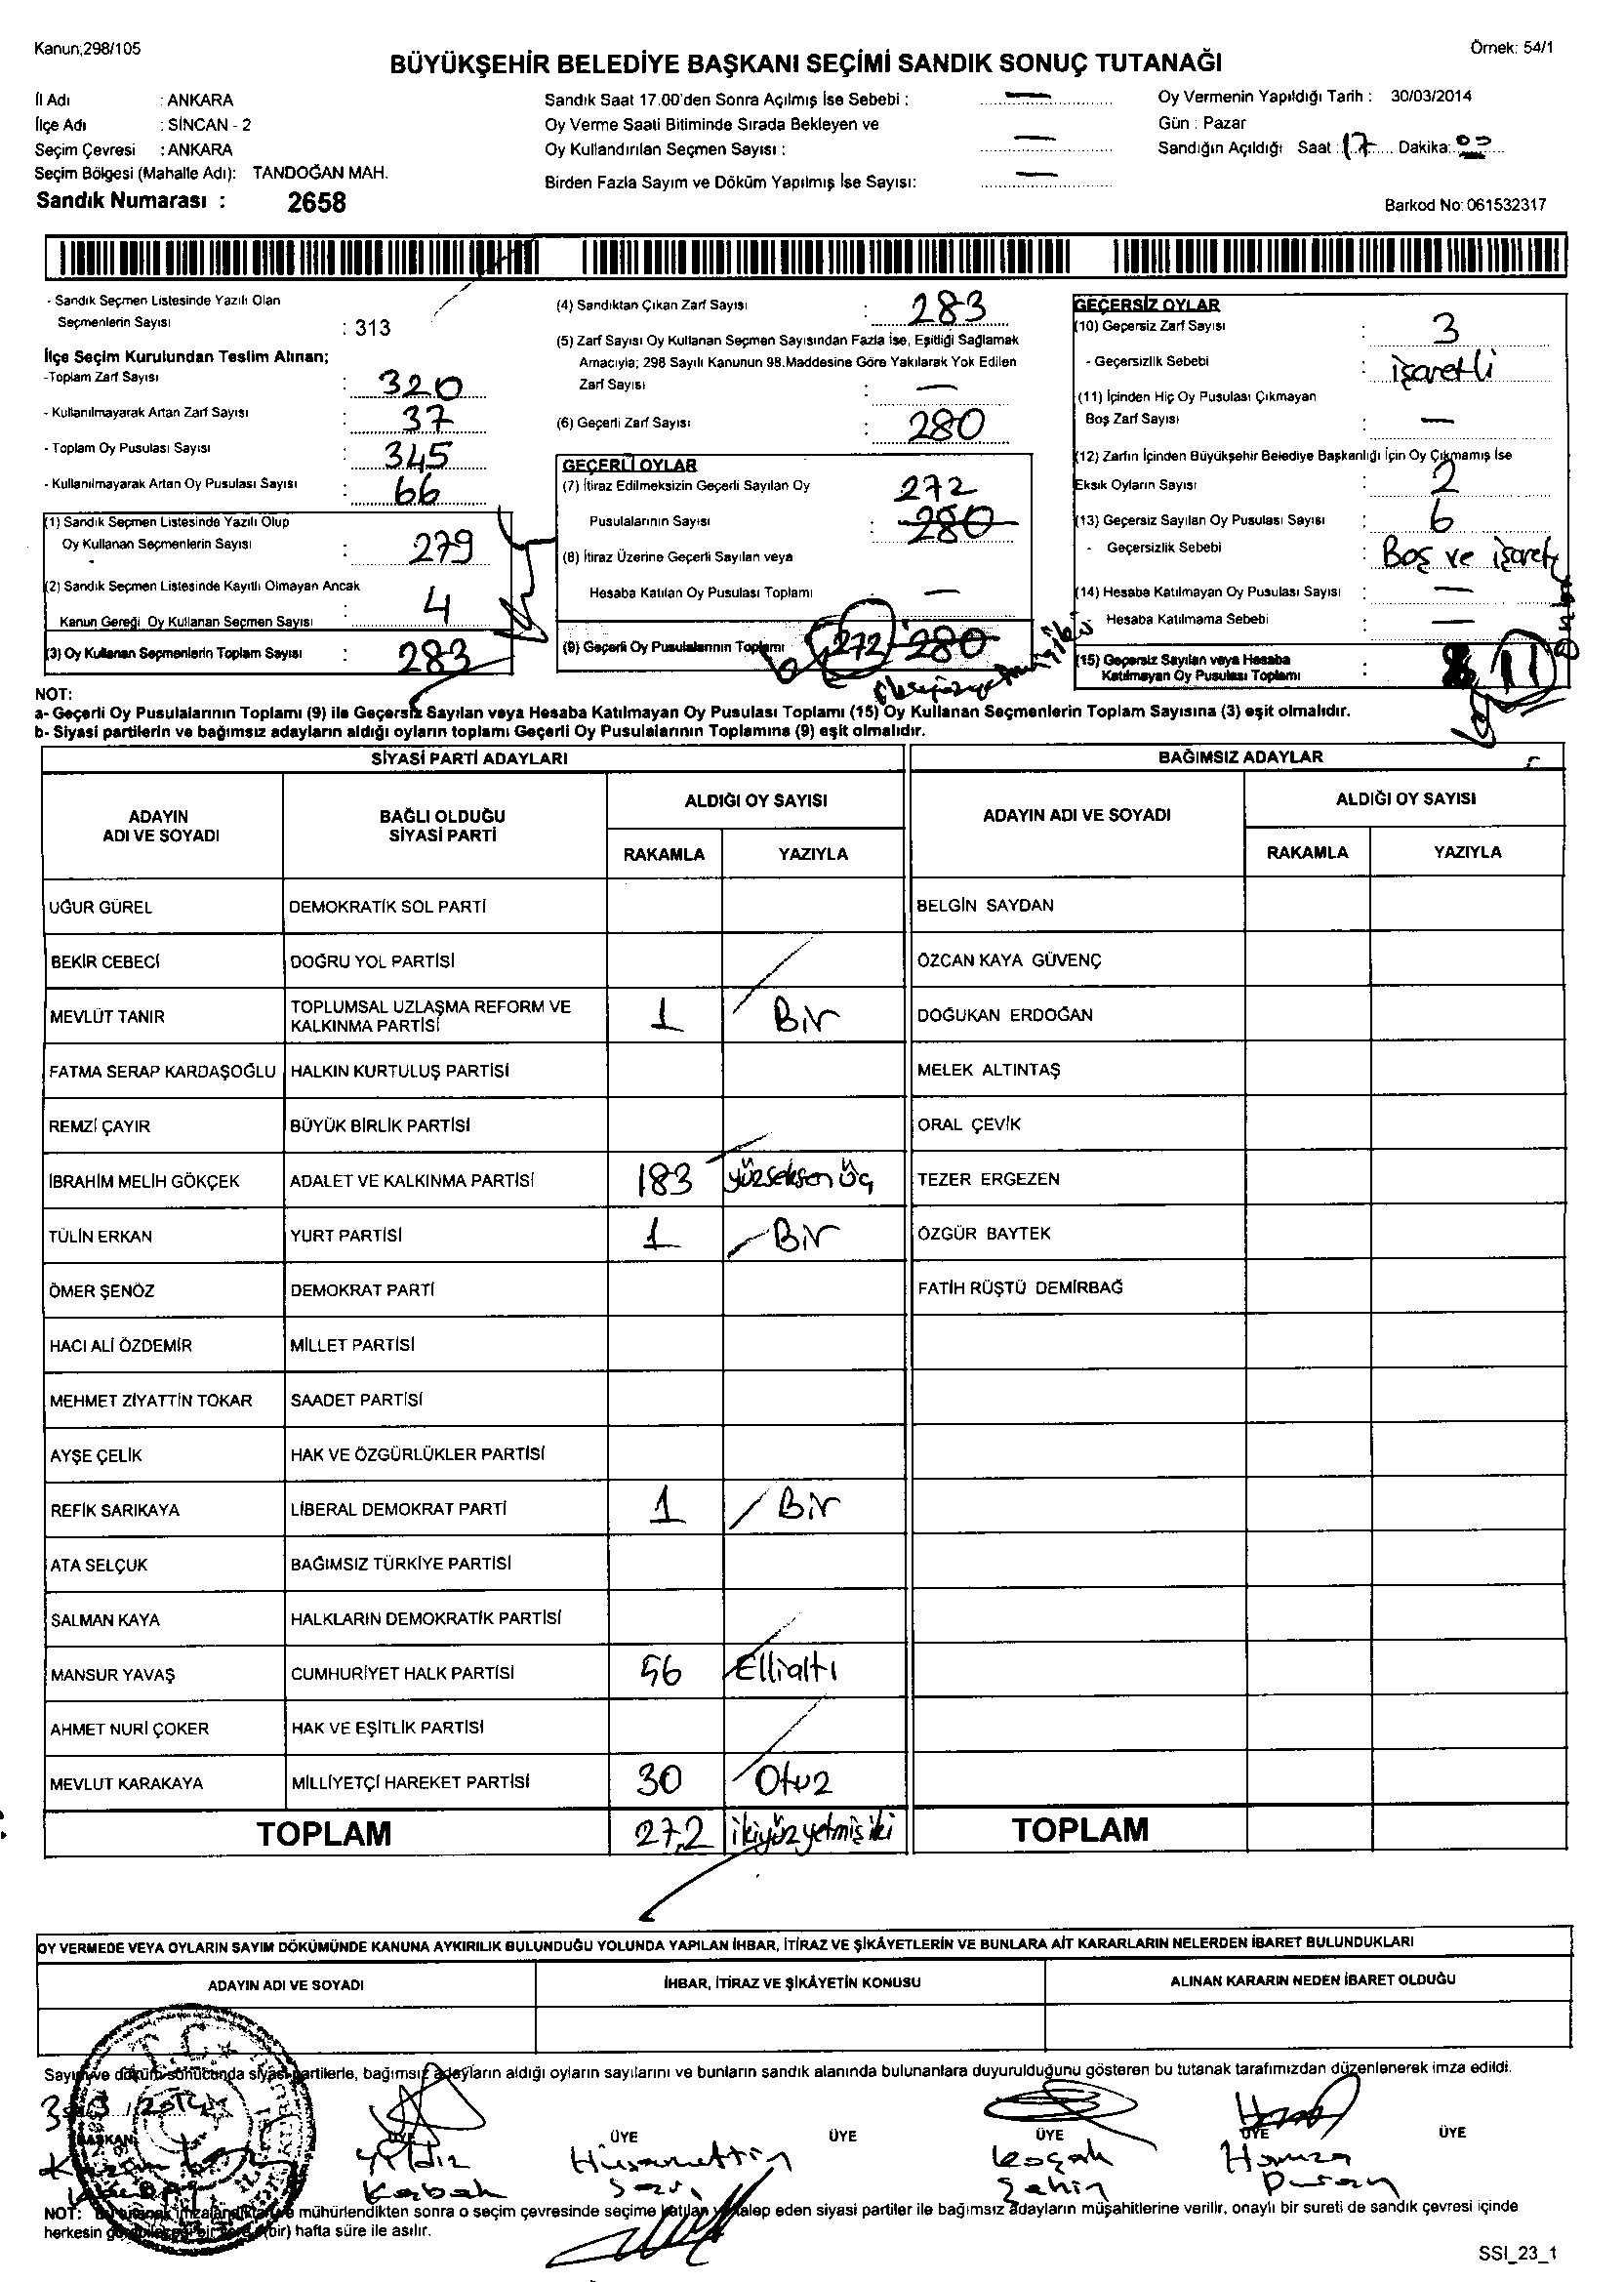 Kanun;298/105
Örnek: 54/1
BÜYÜKŞEHİR BELEDİYE BAŞKANI SEÇİMİ SANDIK SONUÇ TUTANAĞI
İl Adı : ANKARA
İlçe Adı : SİNCAN - 2
Seçim Çevresi : ANKARA
Seçim Bölgesi (Mahalle Adı): TANDOĞAN MAH.
Sandık Numarası : 2658
Sandık Saat 17.00'den Sonra Açılmış İse Sebebi : —
Oy Verme Saati Bitiminde Sırada Bekleyen ve
Oy Kullandırılan Seçmen Sayısı : —
Birden Fazla Sayım ve Döküm Yapılmış İse Sayısı: —
Oy Vermenin Yapıldığı Tarih : 30/03/2014
Gün : Pazar
Sandığın Açıldığı Saat : 17 Dakika: 00
Barkod No: 061532317
- Sandık Seçmen Listesinde Yazılı Olan
Seçmenlerin Sayısı : 313
İlçe Seçim Kurulundan Teslim Alınan;
-Toplam Zarf Sayısı : 320
- Kullanılmayarak Artan Zarf Sayısı : 37
- Toplam Oy Pusulası Sayısı : 345
- Kullanılmayarak Artan Oy Pusulası Sayısı : 66
(1) Sandık Seçmen Listesinde Yazılı Olup
Oy Kullanan Seçmenlerin Sayısı : 279
(2) Sandık Seçmen Listesinde Kayıtlı Olmayan Ancak
Kanun Gereği Oy Kullanan Seçmen Sayısı : 4
(3) Oy Kullanan Seçmenlerin Toplam Sayısı : 283
(4) Sandıktan Çıkan Zarf Sayısı : 283
(5) Zarf Sayısı Oy Kullanan Seçmen Sayısından Fazla İse, Eşitliği Sağlamak
Amacıyla; 298 Sayılı Kanunun 98.Maddesine Göre Yakılarak Yok Edilen
Zarf Sayısı : —
(6) Geçerli Zarf Sayısı : 280
GEÇERLİ OYLAR
(7) İtiraz Edilmeksizin Geçerli Sayılan Oy 272
Pusulalarının Sayısı : 280
(8) İtiraz Üzerine Geçerli Sayılan veya
Hesaba Katılan Oy Pusulası Toplamı —
(9) Geçerli Oy Pusulalarının Toplamı 272 280
GEÇERSİZ OYLAR
(10) Geçersiz Zarf Sayısı : 3
- Geçersizlik Sebebi : işaretli
(11) İçinden Hiç Oy Pusulası Çıkmayan
Boş Zarf Sayısı : —
(12) Zarfın İçinden Büyükşehir Belediye Başkanlığı İçin Oy Çıkmamış İse
Eksik Oyların Sayısı : 2
(13) Geçersiz Sayılan Oy Pusulası Sayısı : 6
- Geçersizlik Sebebi : Boş ve işaret
(14) Hesaba Katılmayan Oy Pusulası Sayısı : —
Hesaba Katılmama Sebebi : —
(15) Geçersiz Sayılan veya Hesaba
Katılmayan Oy Pusulası Toplamı : 11
NOT:
a- Geçerli Oy Pusulalarının Toplamı (9) ile Geçersiz Sayılan veya Hesaba Katılmayan Oy Pusulası Toplamı (15) Oy Kullanan Seçmenlerin Toplam Sayısına (3) eşit olmalıdır.
b- Siyasi partilerin ve bağımsız adayların aldığı oyların toplamı Geçerli Oy Pusulalarının Toplamına (9) eşit olmalıdır.
SİYASİ PARTİ ADAYLARI
BAĞIMSIZ ADAYLAR
ADAYIN ADI VE SOYADI
BAĞLI OLDUĞU SİYASİ PARTİ
ALDIĞI OY SAYISI
RAKAMLA YAZIYLA
ADAYIN ADI VE SOYADI
ALDIĞI OY SAYISI
RAKAMLA YAZIYLA
UĞUR GÜREL DEMOKRATİK SOL PARTİ BELGİN SAYDAN
BEKİR CEBECİ DOĞRU YOL PARTİSİ ÖZCAN KAYA GÜVENÇ
MEVLÜT TANIR TOPLUMSAL UZLAŞMA REFORM VE KALKINMA PARTİSİ 1 Bir DOĞUKAN ERDOĞAN
FATMA SERAP KARDAŞOĞLU HALKIN KURTULUŞ PARTİSİ MELEK ALTINTAŞ
REMZİ ÇAYIR BÜYÜK BİRLİK PARTİSİ ORAL ÇEVİK
İBRAHİM MELİH GÖKÇEK ADALET VE KALKINMA PARTİSİ 183 yüzseksen üç TEZER ERGEZEN
TÜLİN ERKAN YURT PARTİSİ 1 Bir ÖZGÜR BAYTEK
ÖMER ŞENÖZ DEMOKRAT PARTİ FATİH RÜŞTÜ DEMİRBAĞ
HACI ALİ ÖZDEMİR MİLLET PARTİSİ
MEHMET ZİYATTİN TOKAR SAADET PARTİSİ
AYŞE ÇELİK HAK VE ÖZGÜRLÜKLER PARTİSİ
REFİK SARIKAYA LİBERAL DEMOKRAT PARTİ 1 Bir
ATA SELÇUK BAĞIMSIZ TÜRKİYE PARTİSİ
SALMAN KAYA HALKLARIN DEMOKRATİK PARTİSİ
MANSUR YAVAŞ CUMHURİYET HALK PARTİSİ 56 Ellialtı
AHMET NURİ ÇOKER HAK VE EŞİTLİK PARTİSİ
MEVLUT KARAKAYA MİLLİYETÇİ HAREKET PARTİSİ 30 Otuz
TOPLAM 272 ikiyüz yetmiş iki TOPLAM
OY VERMEDE VEYA OYLARIN SAYIM DÖKÜMÜNDE KANUNA AYKIRILIK BULUNDUĞU YOLUNDA YAPILAN İHBAR, İTİRAZ VE ŞİKÂYETLERİN VE BUNLARA AİT KARARLARIN NELERDEN İBARET BULUNDUKLARI
ADAYIN ADI VE SOYADI
İHBAR, İTİRAZ VE ŞİKÂYETİN KONUSU
ALINAN KARARIN NEDEN İBARET OLDUĞU
Sayım ve döküm sonucunda siyasi partilerle, bağımsız adayların aldığı oyların sayılarını ve bunların sandık alanında bulunanlara duyurulduğunu gösteren bu tutanak tarafımızdan düzenlenerek imza edildi.
T.C.
BAŞKAN ÜYE ÜYE ÜYE ÜYE ÜYE ÜYE
Yıldız Hüsamettin Koçak Hamza
Kabak Sarı Şahin Duran
NOT: Bu tutanak imzalandıktan ve mühürlendikten sonra o seçim çevresinde seçime katılan ve talep eden siyasi partiler ile bağımsız adayların müşahitlerine verilir, onaylı bir sureti de sandık çevresi içinde
herkesin görebileceği bir yere (bir) hafta süre ile asılır.
SSI_23_1